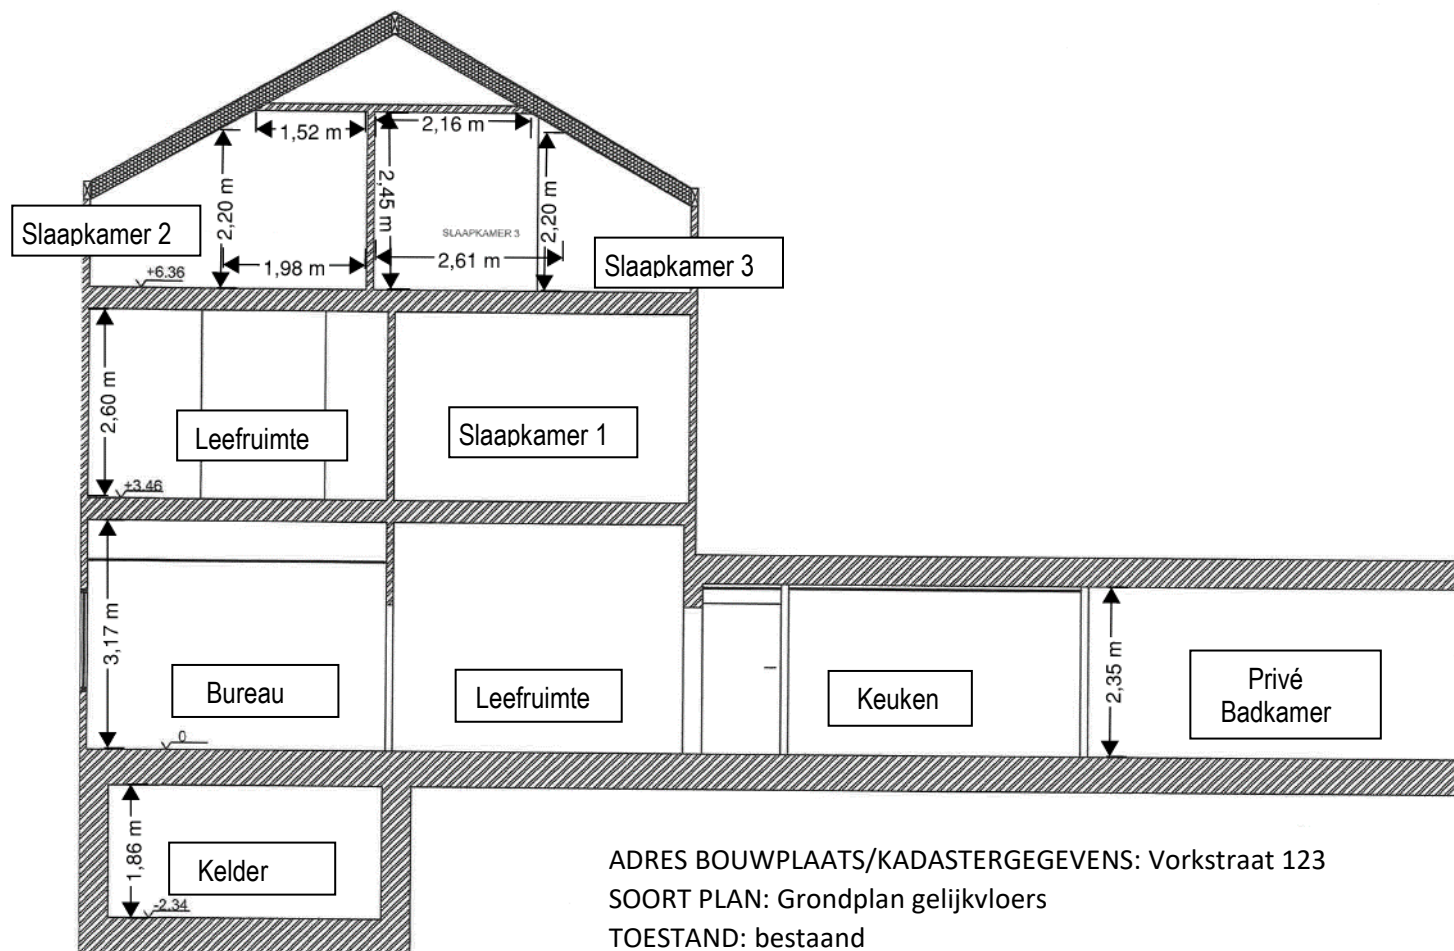 1,52 m
2,16 m
2,20 m
2,45 m
2,20 m
Slaapkamer 2
SLAAPKAMER 3
Slaapkamer 3
1,98 m
2,61 m
+6.36
2,60 m
Leefruimte
Slaapkamer 1
+3.46
3,17 m
2,35 m
Bureau
Leefruimte
Keuken
Privé
Badkamer
0
1,86 m
Kelder
-2.34
ADRES BOUWPLAATS/KADASTERGEGEVENS: Vorkstraat 123
SOORT PLAN: Grondplan gelijkvloers
TOESTAND: bestaand